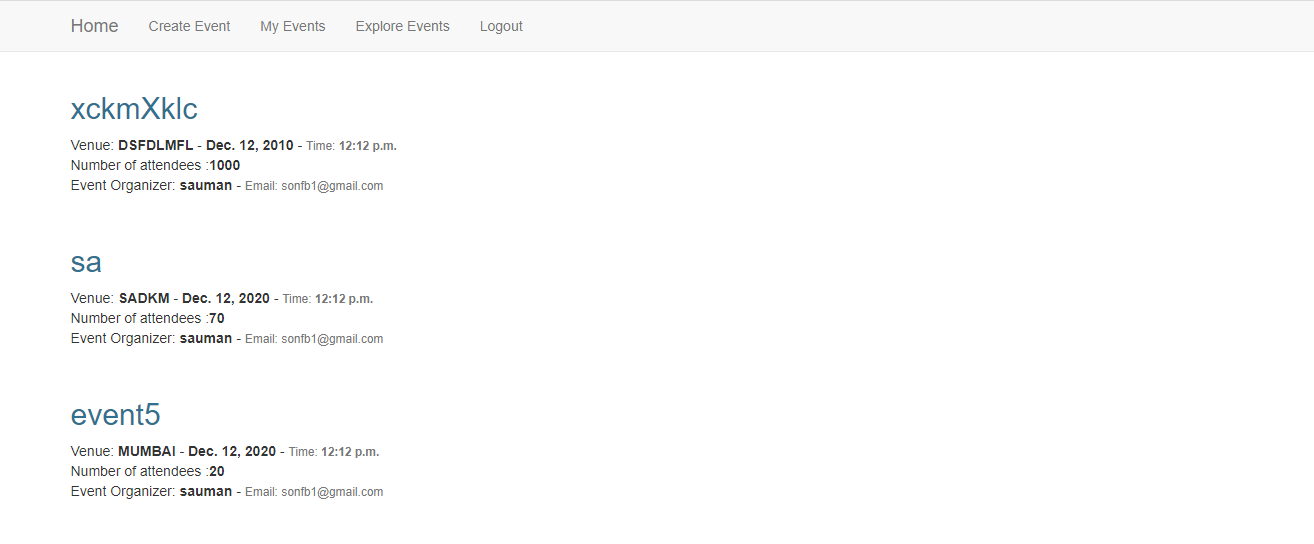 Home Create Event My Events Explore Events Logout
xckmXklc
Venue: DSFDLMFL - Dec. 12, 2010 - Time: 12:12 p.m.
Number of attendees :1000
Event Organizer: sauman - Email: sonfb1@gmail.com
sa
Venue: SADKM - Dec. 12, 2020 - Time: 12:12 p.m.
Number of attendees :70
Event Organizer: sauman - Email: sonfb1@gmail.com
event5
Venue: MUMBAI - Dec. 12, 2020 - Time: 12:12 p.m.
Number of attendees :20
Event Organizer: sauman - Email: sonfb1@gmail.com